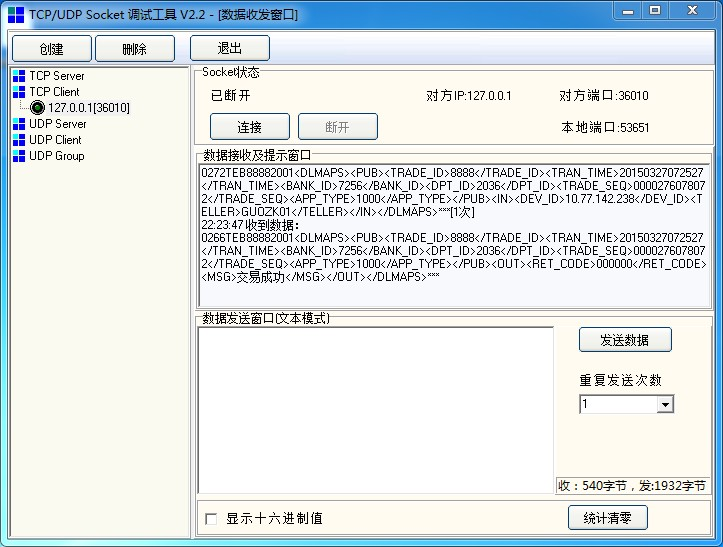 TCP/UDP Socket 调试工具 V2.2 - [数据收发窗口]
创建 删除 退出
TCP Server
TCP Client
127.0.0.1[36010]
UDP Server
UDP Client
UDP Group
Socket状态
已断开 对方IP:127.0.0.1 对方端口:36010
连接 断开 本地端口:53651
数据接收及提示窗口
0272TEB88882001<DLMAPS><PUB><TRADE_ID>8888</TRADE_ID><TRAN_TIME>20150327072527
</TRAN_TIME><BANK_ID>7256</BANK_ID><DPT_ID>2036</DPT_ID><TRADE_SEQ>000027607807
2</TRADE_SEQ><APP_TYPE>1000</APP_TYPE></PUB><IN><DEV_ID>10.77.142.238</DEV_ID><T
ELLER>GUOZK01</TELLER></IN></DLMAPS>***[1次]
22:23:47收到数据：
0266TEB88882001<DLMAPS><PUB><TRADE_ID>8888</TRADE_ID><TRAN_TIME>20150327072527
</TRAN_TIME><BANK_ID>7256</BANK_ID><DPT_ID>2036</DPT_ID><TRADE_SEQ>000027607807
2</TRADE_SEQ><APP_TYPE>1000</APP_TYPE></PUB><OUT><RET_CODE>000000</RET_CODE>
<MSG>交易成功</MSG></OUT></DLMAPS>***
数据发送窗口(文本模式)
发送数据
重复发送次数
1
收：540字节，发:1932字节
显示十六进制值 统计清零